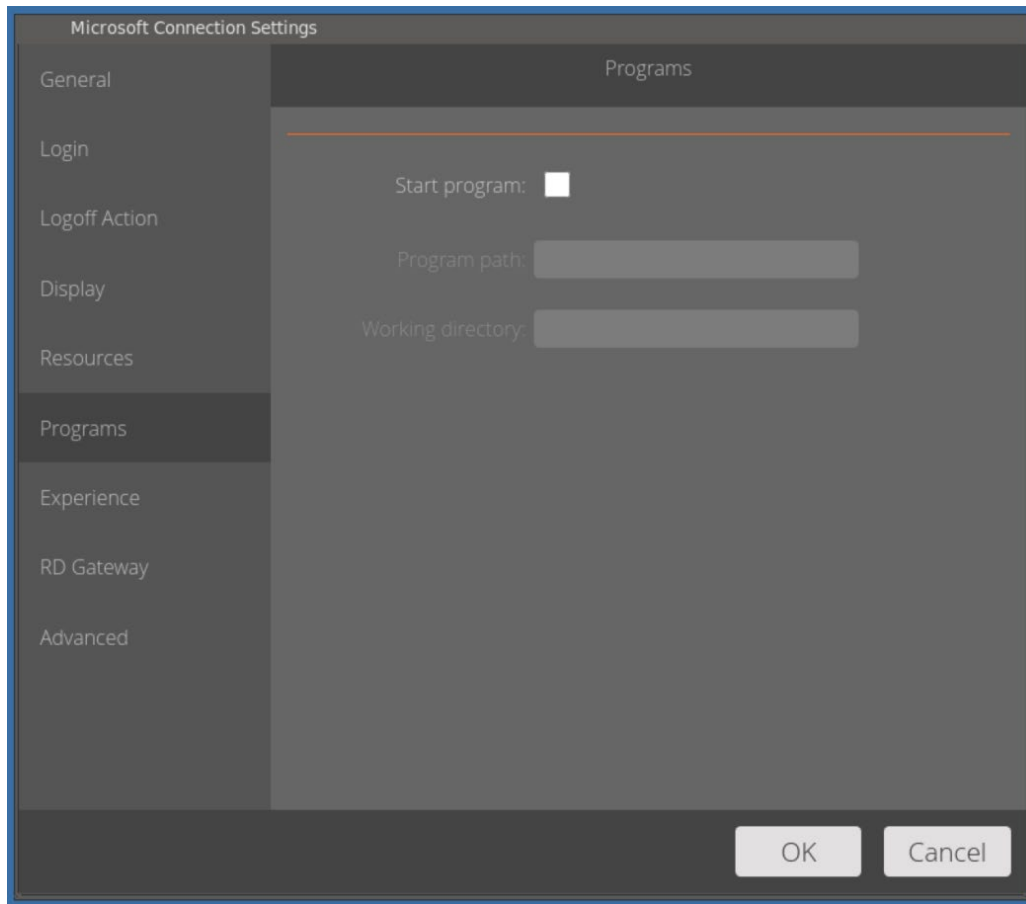 Microsoft Connection Settings
General
Login
Logoff Action
Display
Resources
Programs
Experience
RD Gateway
Advanced
Programs
Start program:
Program path:
Working directory:
OK
Cancel